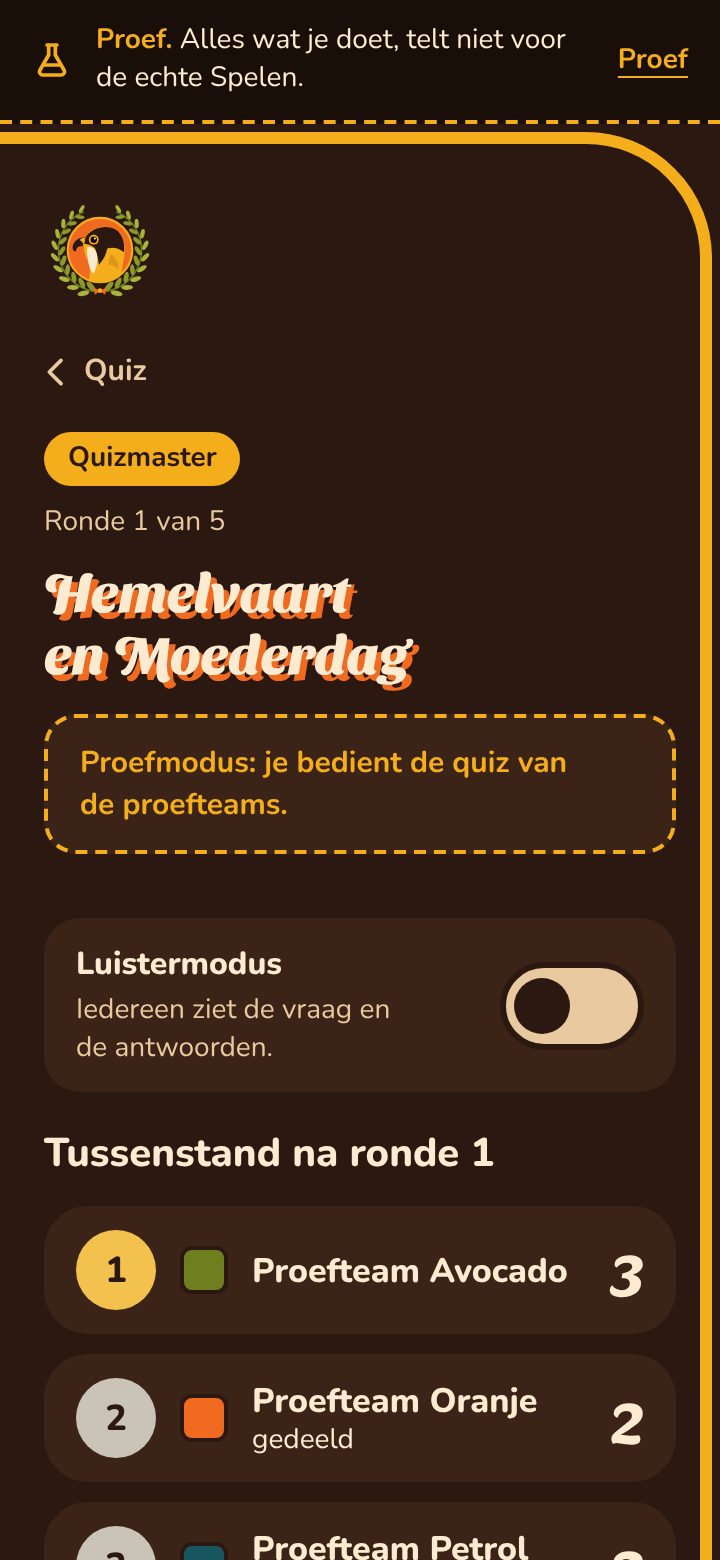 Proef. Alles wat je doet, telt niet voor
de echte Spelen.
Proef
Quiz
Quizmaster
Ronde 1 van 5
Hemelvaart
en Moederdag
Proefmodus: je bedient de quiz van
de proefteams.
Luistermodus
Iedereen ziet de vraag en
de antwoorden.
Tussenstand na ronde 1
1 Proefteam Avocado 3
2 Proefteam Oranje 2
gedeeld
Proefteam Petrol